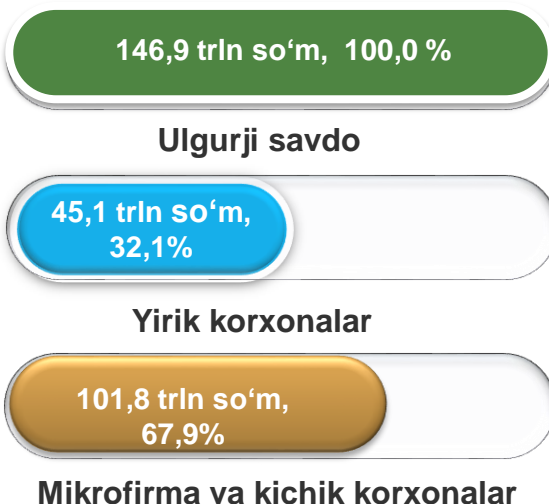 146,9 trln so‘m,  100,0 %
Ulgurji savdo
45,1 trln so‘m,
32,1%
Yirik korxonalar
101,8 trln so‘m,
67,9%
Mikrofirma va kichik korxonalar